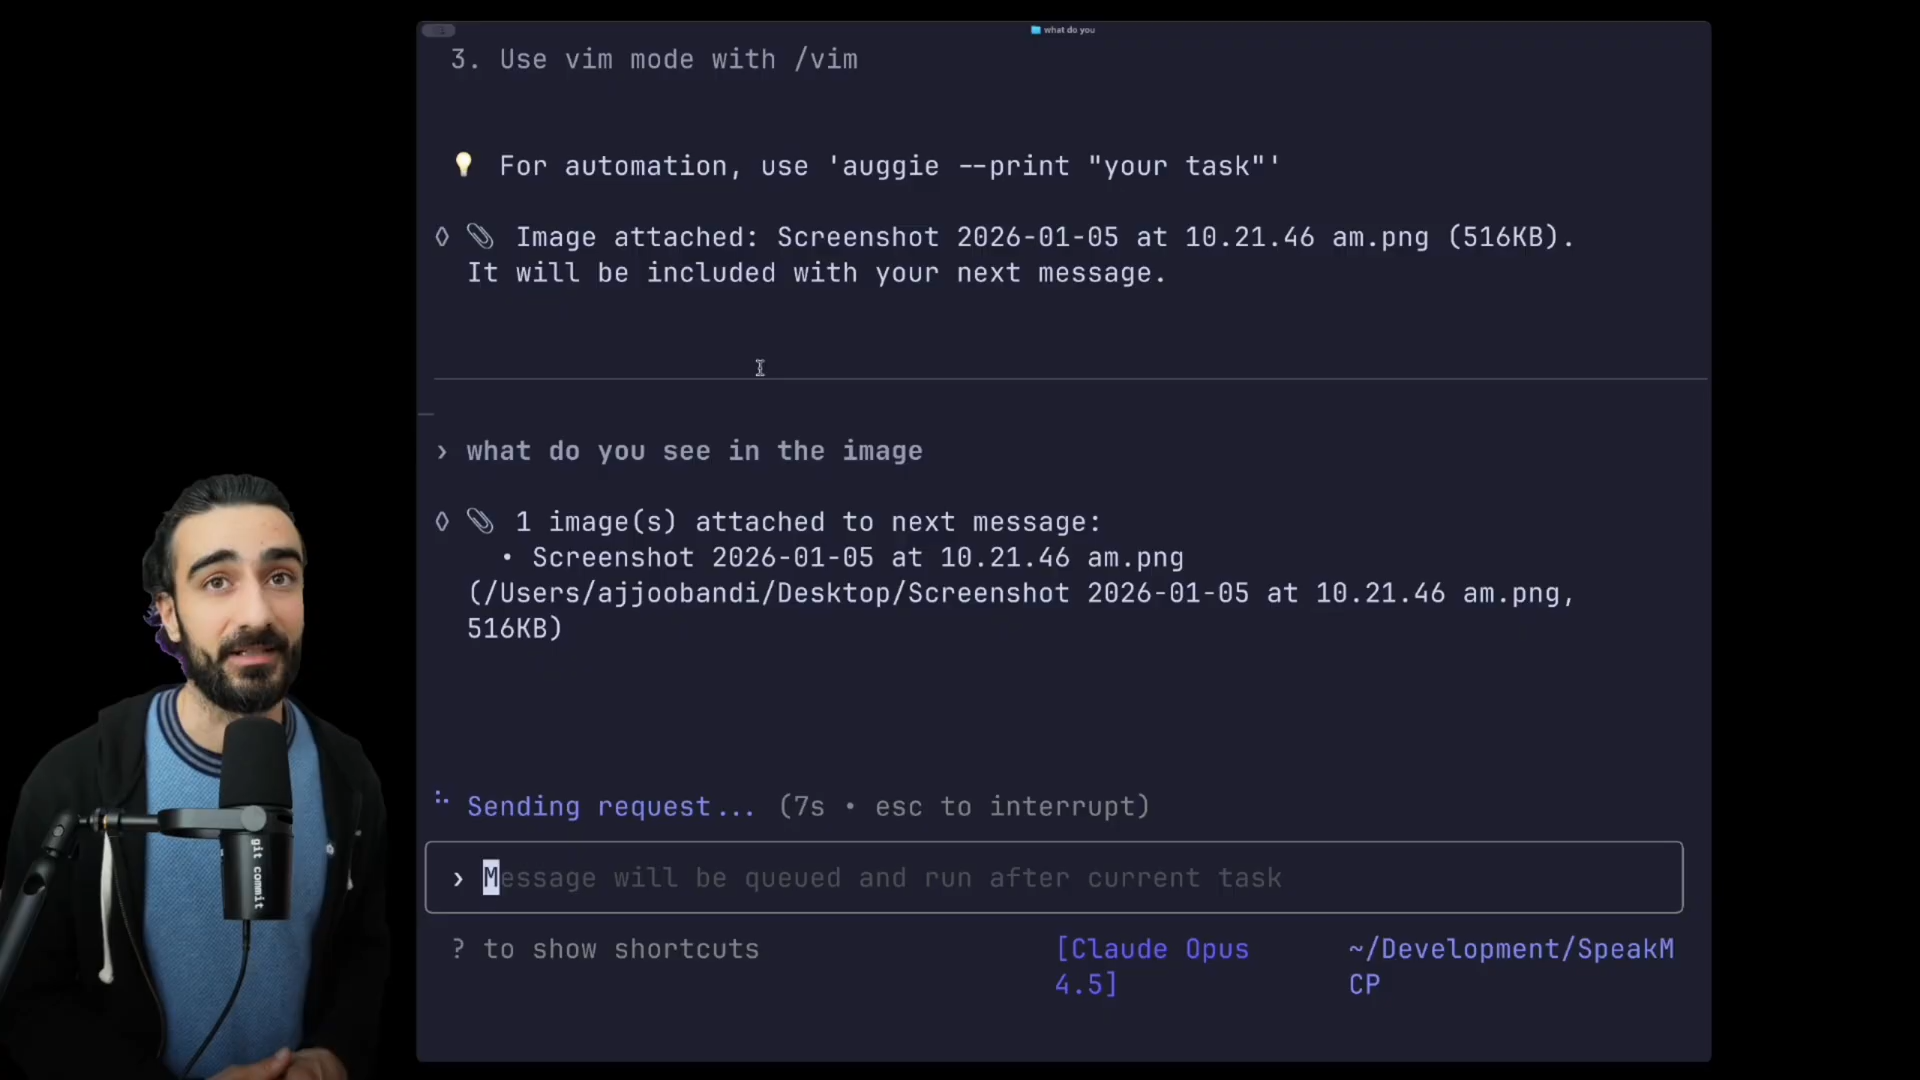 what do you
3. Use vim mode with /vim
💡 For automation, use 'auggie --print "your task"'
◊ 📎 Image attached: Screenshot 2026-01-05 at 10.21.46 am.png (516KB).
It will be included with your next message.
› what do you see in the image
◊ 📎 1 image(s) attached to next message:
• Screenshot 2026-01-05 at 10.21.46 am.png
(/Users/ajjoobandi/Desktop/Screenshot 2026-01-05 at 10.21.46 am.png,
516KB)
Sending request... (7s • esc to interrupt)
› Message will be queued and run after current task
? to show shortcuts
[Claude Opus
4.5]
~/Development/SpeakM
CP
git commit